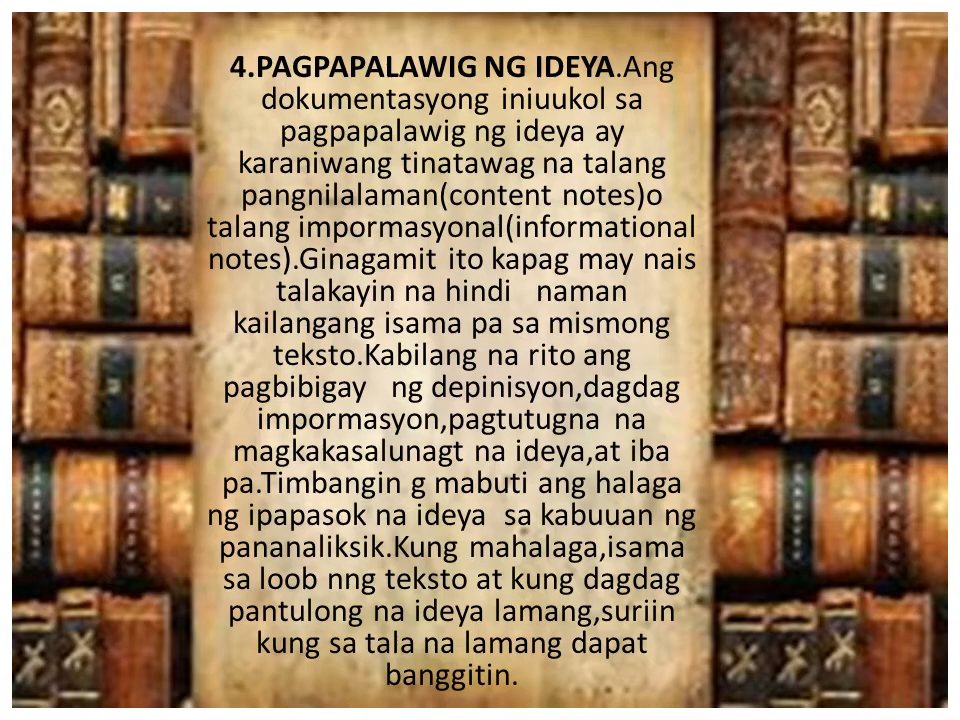 4.PAGPAPALAWIG NG IDEYA.Ang
dokumentasyong iniuukol sa
pagpapalawig ng ideya ay
karaniwang tinatawag na talang
pangnilalaman(content notes)o
talang impormasyonal(informational
notes).Ginagamit ito kapag may nais
talakayin na hindi naman
kailangang isama pa sa mismong
teksto.Kabilang na rito ang
pagbibigay ng depinisyon,dagdag
impormasyon,pagtutugna na
magkakasalunagt na ideya,at iba
pa.Timbangin g mabuti ang halaga
ng ipapasok na ideya sa kabuuan ng
pananaliksik.Kung mahalaga,isama
sa loob nng teksto at kung dagdag
pantulong na ideya lamang,suriin
kung sa tala na lamang dapat
banggitin.